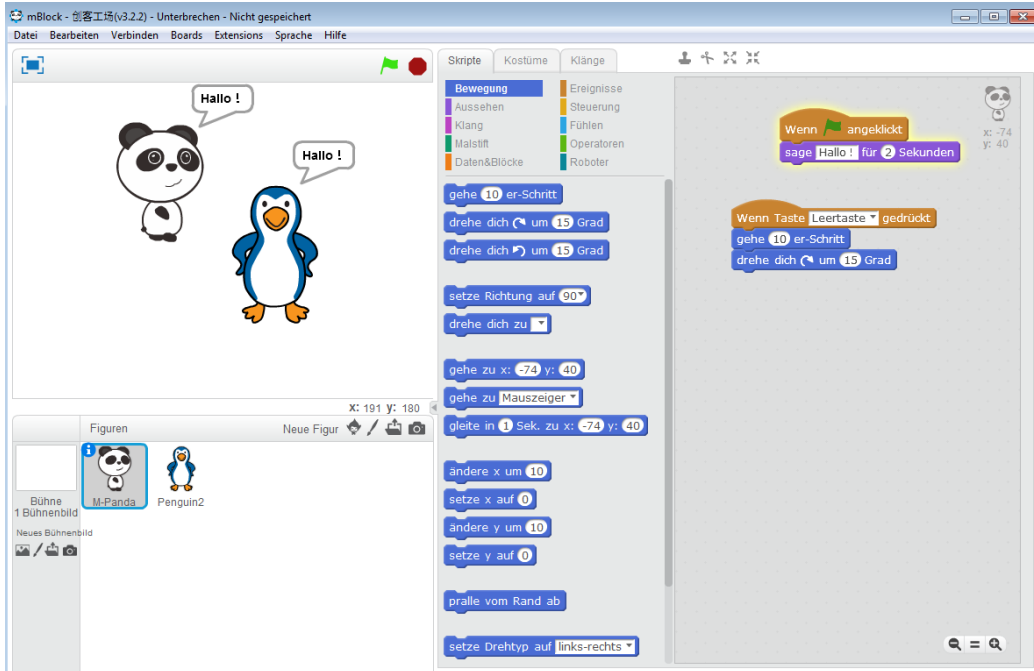 mBlock - 创客工场(v3.2.2) - Unterbrechen - Nicht gespeichert
Datei Bearbeiten Verbinden Boards Extensions Sprache Hilfe
Hallo !
Hallo !
X: 191 Y: 180
Figuren
Neue Figur
Bühne
1 Bühnenbild
Neues Bühnenbild
M-Panda
Penguin2
Skripte Kostüme Klänge
Bewegung Ereignisse
Aussehen Steuerung
Klang Fühlen
Malstift Operatoren
Daten&Blöcke Roboter
gehe 10 er-Schritt
drehe dich um 15 Grad
drehe dich um 15 Grad
setze Richtung auf 90
drehe dich zu
gehe zu x: -74 y: 40
gehe zu Mauszeiger
gleite in 1 Sek. zu x: -74 y: 40
ändere x um 10
setze x auf 0
ändere y um 10
setze y auf 0
pralle vom Rand ab
setze Drehtyp auf links-rechts
Wenn angeklickt
sage Hallo ! für 2 Sekunden
x: -74
y: 40
Wenn Taste Leertaste gedrückt
gehe 10 er-Schritt
drehe dich um 15 Grad